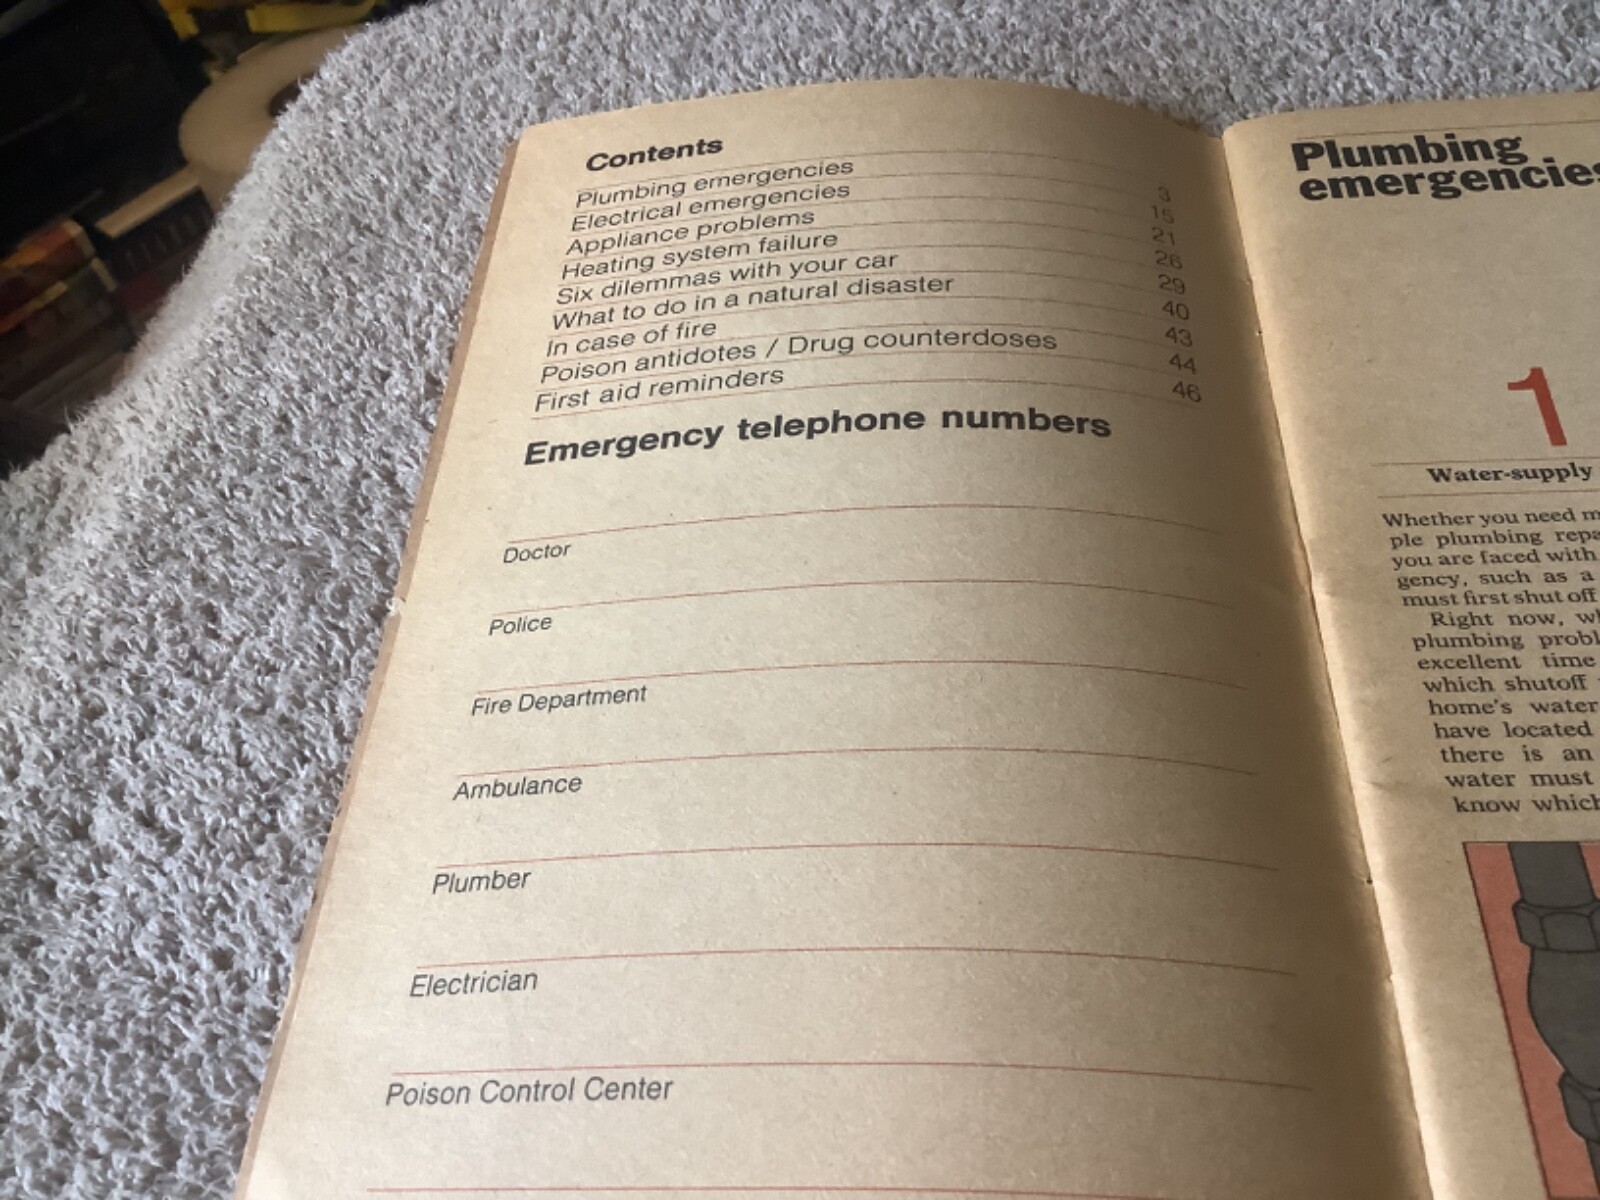 Contents
Plumbing emergencies 3
Electrical emergencies 15
Appliance problems 21
Heating system failure 26
Six dilemmas with your car 29
What to do in a natural disaster 40
In case of fire 43
Poison antidotes / Drug counterdoses 44
First aid reminders 46
Emergency telephone numbers
Doctor
Police
Fire Department
Ambulance
Plumber
Electrician
Poison Control Center
Plumbing
emergencies
1
Water-supply
Whether you need
ple plumbing
you are faced with
gency, such as a
must first shut off
Right now,
plumbing
excellent time
which shutoff
home's water
have located
there is an
water must
know which